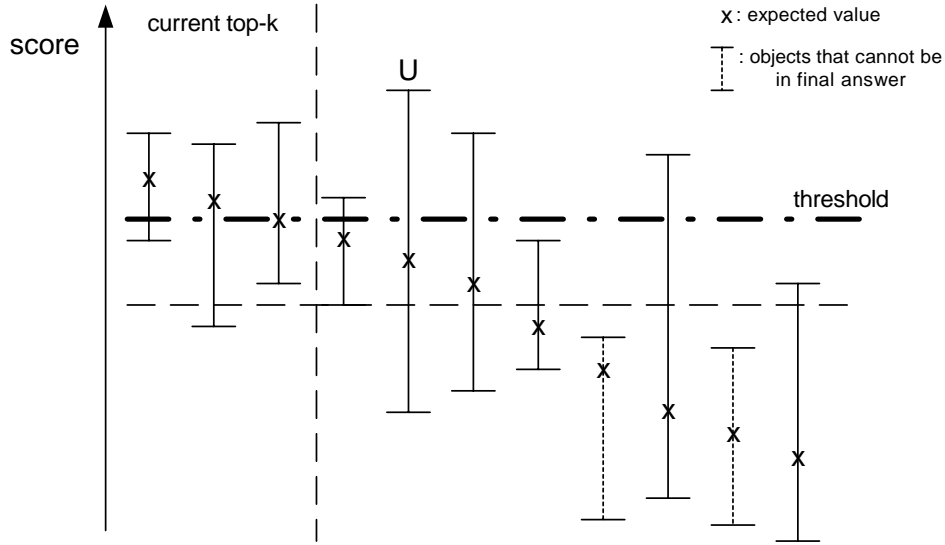 score
current top-k
x : expected value
: objects that cannot be
in final answer
U
threshold
x
x
x
x
x
x
x
x
x
x
x